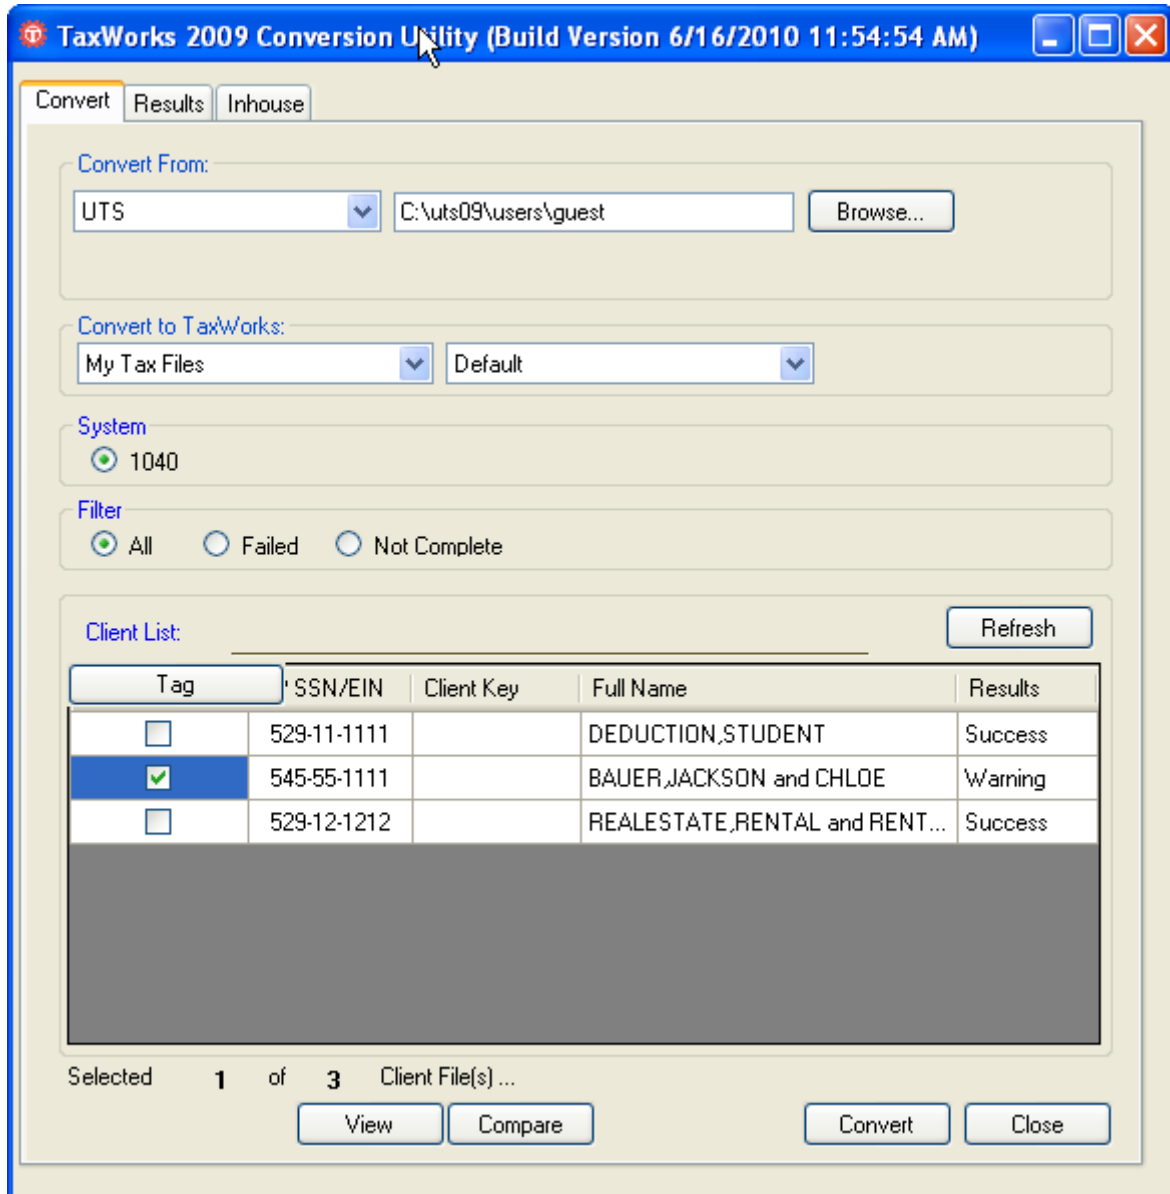 TaxWorks 2009 Conversion Utility (Build Version 6/16/2010 11:54:54 AM)
Convert Results Inhouse
Convert From:
UTS C:\uts09\users\guest Browse...
Convert to TaxWorks:
My Tax Files Default
System
1040
Filter
All Failed Not Complete
Client List: Refresh
Tag SSN/EIN Client Key Full Name Results
529-11-1111 DEDUCTION,STUDENT Success
545-55-1111 BAUER,JACKSON and CHLOE Warning
529-12-1212 REALESTATE,RENTAL and RENT... Success
Selected 1 of 3 Client File(s) ...
View Compare Convert Close